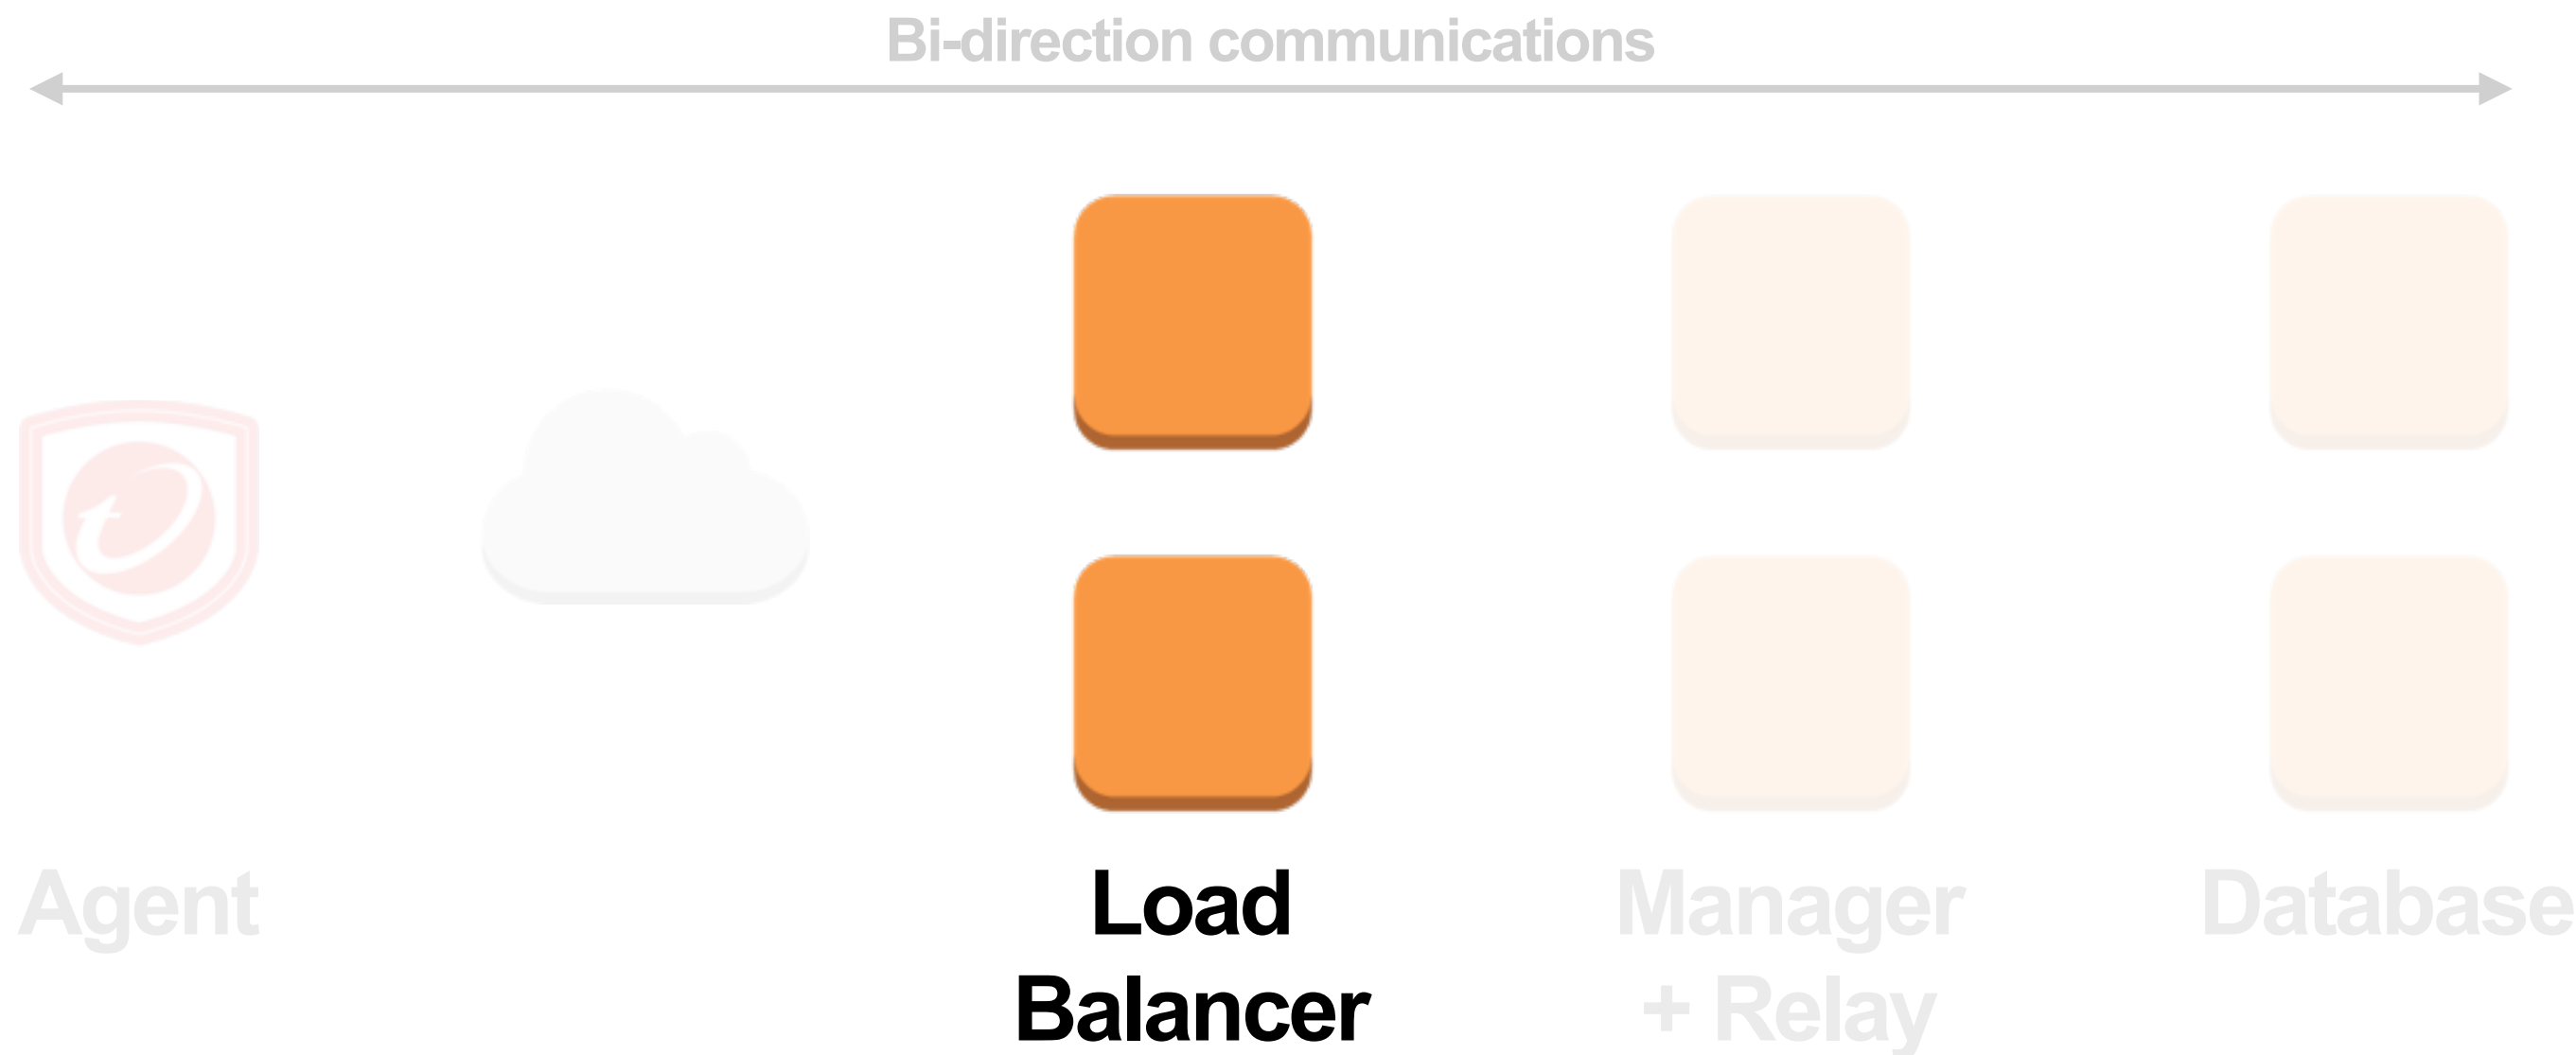 Bi-direction communications
Agent
Load
Balancer
Manager
+ Relay
Database